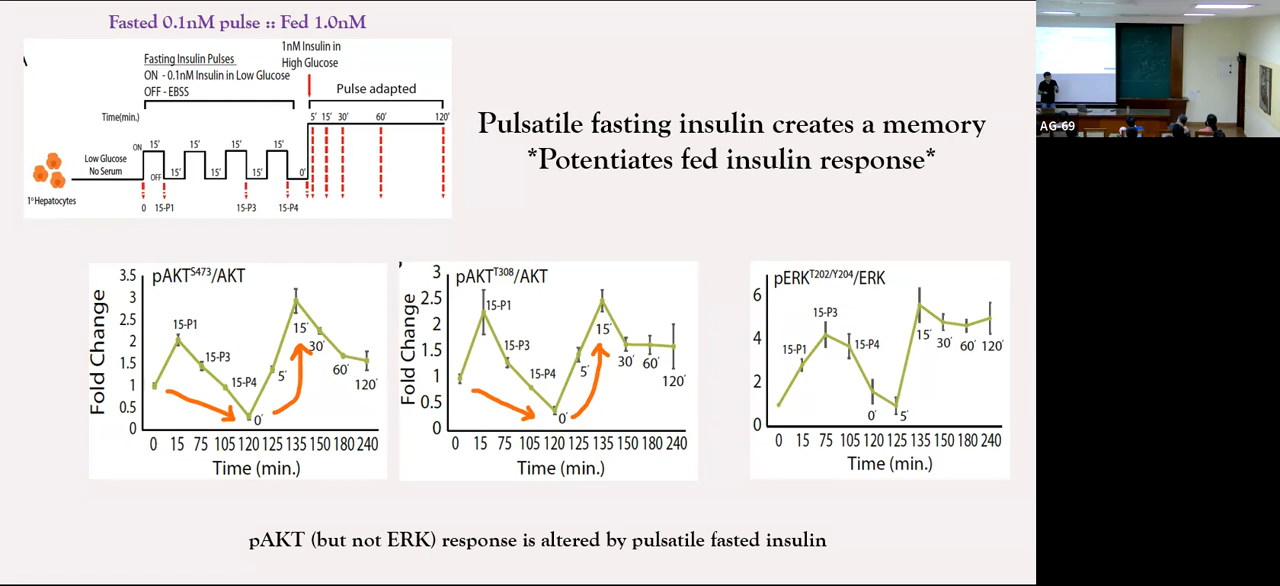 Fasted 0.1nM pulse :: Fed 1.0nM
Fasting Insulin Pulses
ON - 0.1nM Insulin in Low Glucose
OFF - EBSS
1nM Insulin in
High Glucose
Pulse adapted
Time(min.)
5' 15' 30' 60' 120'
ON 15' 15' 15' 15'
Low Glucose
No Serum
OFF 15' 15' 15' 0'
1° Hepatocytes
0 15-P1 15-P3 15-P4
Pulsatile fasting insulin creates a memory
*Potentiates fed insulin response*
AG-69
pAKT^S473/AKT
Fold Change
3.5
3
2.5
2
1.5
1
0.5
0
15-P1
15-P3
15-P4
0'
5'
15'
30'
60'
120'
0 15 75 105 120 125 135 150 180 240
Time (min.)
pAKT^T308/AKT
Fold Change
3
2.5
2
1.5
1
0.5
0
15-P1
15-P3
15-P4
0'
5'
15'
30'
60'
120'
0 15 75 105 120 125 135 150 180 240
Time (min.)
pERK^T202/Y204/ERK
6
4
2
0
15-P1
15-P3
15-P4
0'
5'
15'
30'
60'
120'
0 15 75 105 120 125 135 150 180 240
Time (min.)
pAKT (but not ERK) response is altered by pulsatile fasted insulin